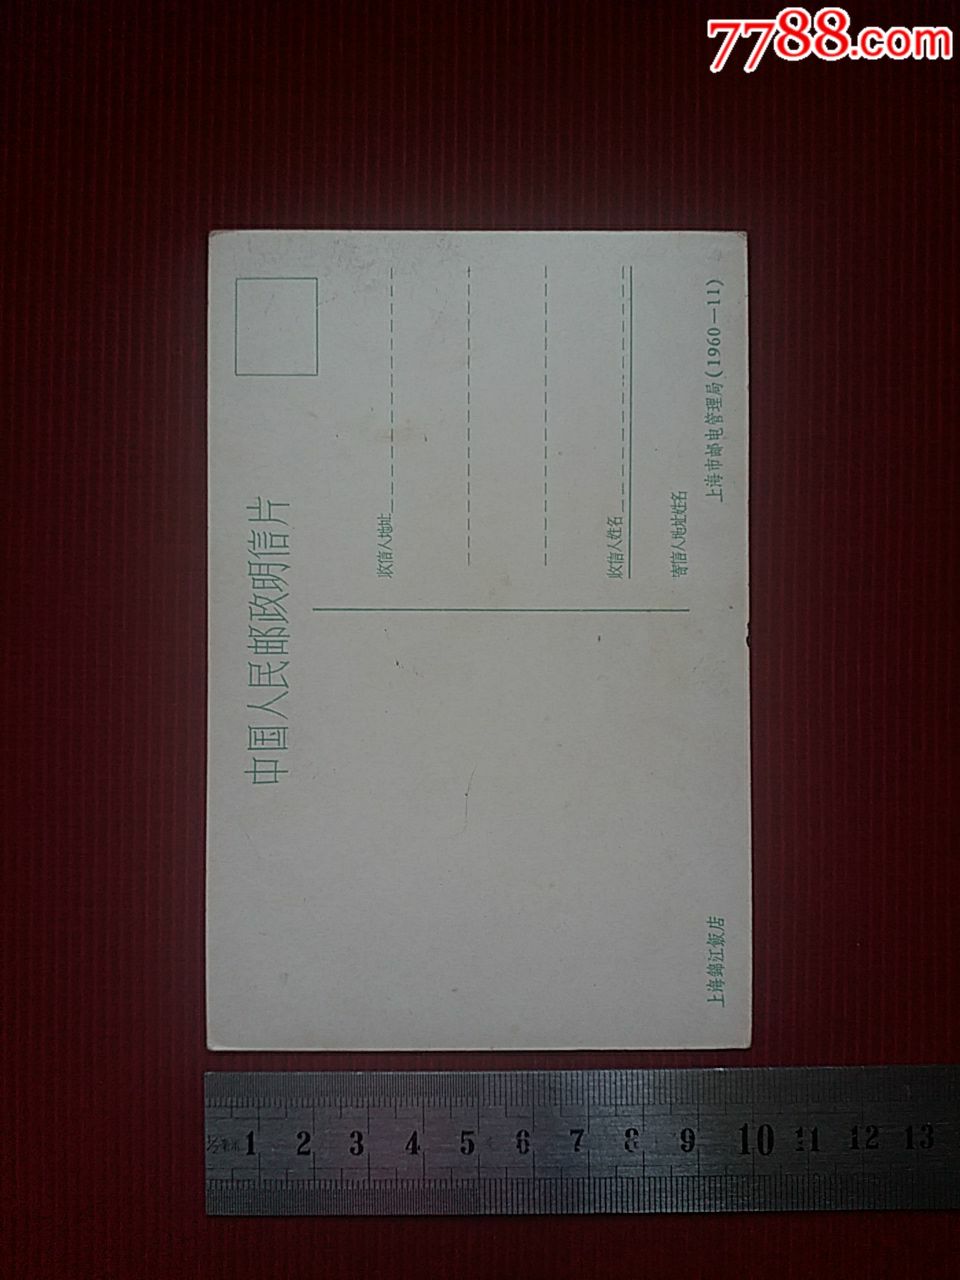 7788.com
中国人民邮政明信片
收信人地址
收信人姓名
寄信人地址姓名
上海市邮电管理局(1960—11)
上海錦江飯店
1 2 3 4 5 6 7 8 9 10 11 12 13